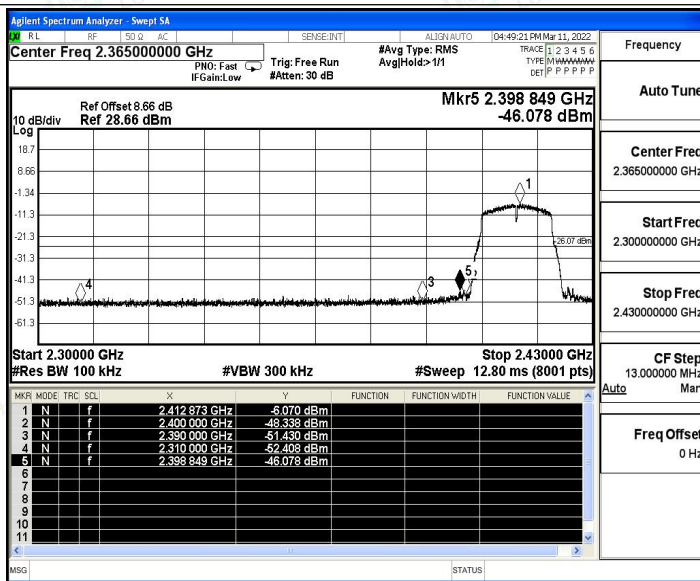 Agilent Spectrum Analyzer - Swept SA
LXI RL RF 50 Ω AC SENSE:INT ALIGN AUTO 04:49:21 PM Mar 11, 2022
Center Freq 2.365000000 GHz #Avg Type: RMS TRACE 1 2 3 4 5 6
PNO: Fast Trig: Free Run Avg|Hold:>1/1 TYPE M WWWWW
IFGain:Low #Atten: 30 dB DET P P P P P P
Ref Offset 8.66 dB Mkr5 2.398 849 GHz
10 dB/div Ref 28.66 dBm -46.078 dBm
Log
18.7
8.66
-1.34
-11.3
-21.3
-31.3
-41.3
-51.3
-61.3
1
-26.07 dBm
4
3
5
Start 2.30000 GHz Stop 2.43000 GHz
#Res BW 100 kHz #VBW 300 kHz #Sweep 12.80 ms (8001 pts)
MKR MODE TRC SCL X Y FUNCTION FUNCTION WIDTH FUNCTION VALUE
1 N f 2.412 873 GHz -6.070 dBm
2 N f 2.400 000 GHz -48.338 dBm
3 N f 2.390 000 GHz -51.430 dBm
4 N f 2.310 000 GHz -52.408 dBm
5 N f 2.398 849 GHz -46.078 dBm
6
7
8
9
10
11
MSG STATUS
Frequency
Auto Tune
Center Freq
2.365000000 GHz
Start Freq
2.300000000 GHz
Stop Freq
2.430000000 GHz
CF Step
13.000000 MHz
Auto Man
Freq Offset
0 Hz